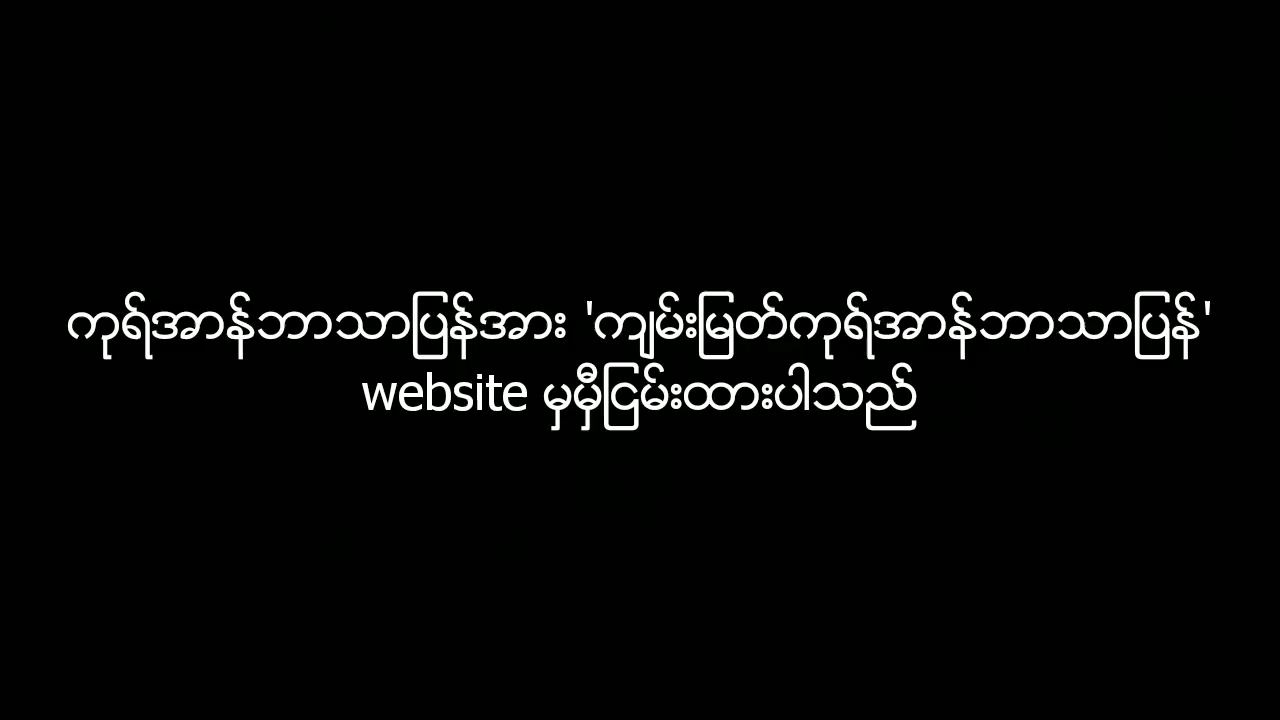 ကုရ်အာန်ဘာသာပြန်အား 'ကျမ်းမြတ်ကုရ်အာန်ဘာသာပြန်'
website မှမှီငြမ်းထားပါသည်